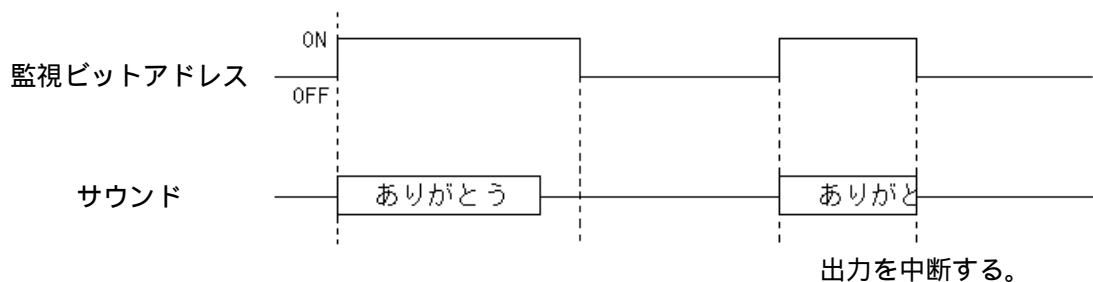 ON
監視ビットアドレス
OFF
サウンド
ありがとう
ありがと
出力を中断する。